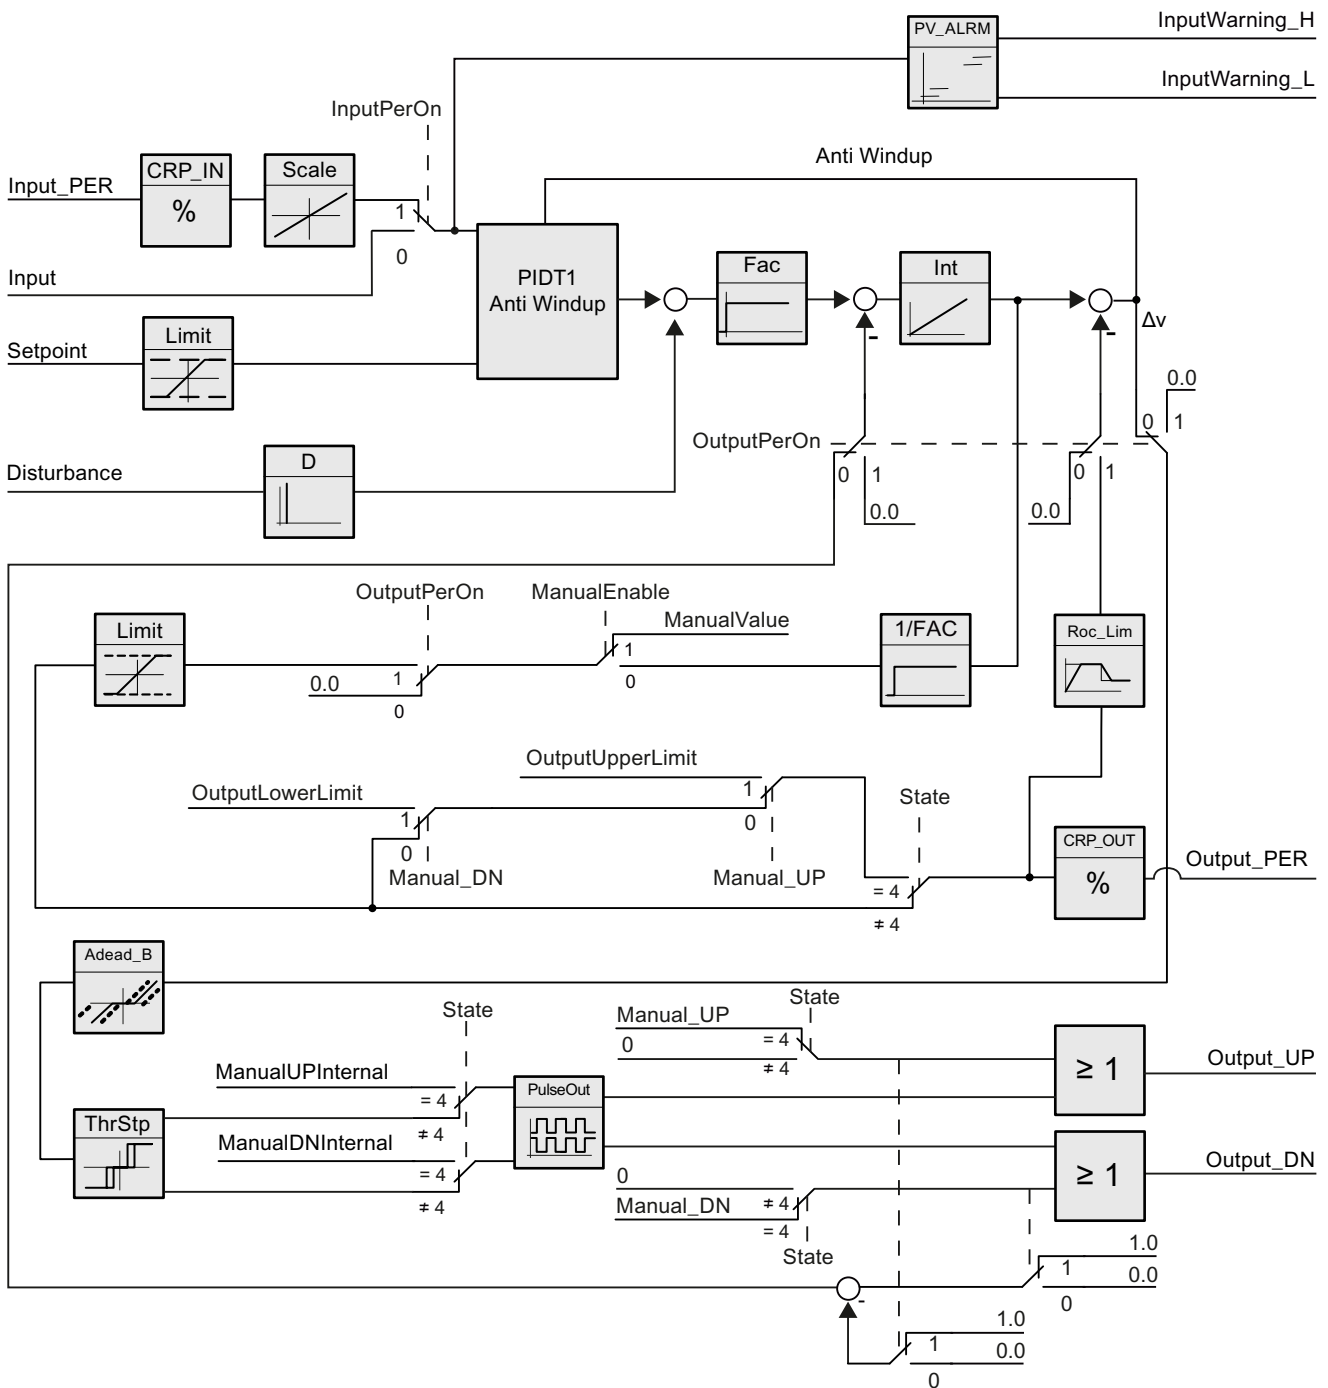 PV_ALRM
InputWarning_H
InputWarning_L
InputPerOn
Anti Windup
Input_PER
CRP_IN
%
Scale
1
0
Input
PIDT1
Anti Windup
Fac
Int
-
-
Δv
Setpoint
Limit
0.0
0
1
OutputPerOn
0
1
0.0
0
1
0.0
Disturbance
D
OutputPerOn
ManualEnable
ManualValue
Limit
1
0
0.0
1
0
1/FAC
Roc_Lim
OutputUpperLimit
OutputLowerLimit
1
0
1
0
State
Manual_DN
Manual_UP
= 4
≠ 4
CRP_OUT
%
Output_PER
Adead_B
State
State
Manual_UP
= 4
0
≠ 4
≥ 1
Output_UP
ManualUPInternal
= 4
≠ 4
PulseOut
ThrStp
ManualDNInternal
= 4
≠ 4
0
≠ 4
Manual_DN
= 4
State
≥ 1
Output_DN
1.0
1
0.0
0
-
1.0
1
0.0
0